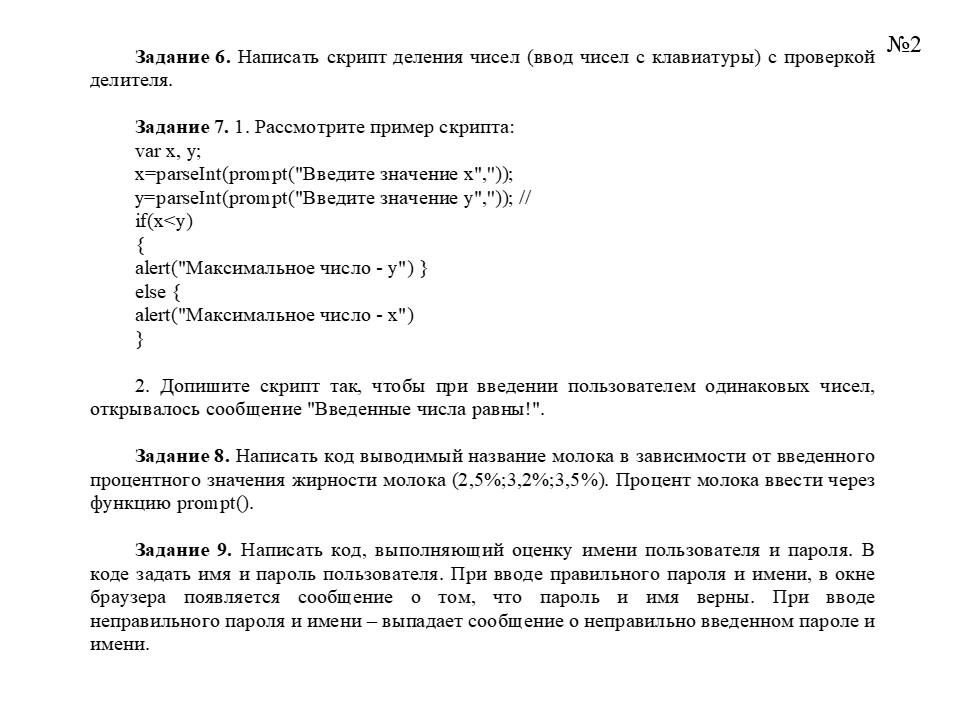 №2
Задание 6. Написать скрипт деления чисел (ввод чисел с клавиатуры) с проверкой
делителя.
Задание 7. 1. Рассмотрите пример скрипта:
var x, y;
x=parseInt(prompt("Введите значение x",''));
y=parseInt(prompt("Введите значение y",'')); //
if(x<y)
{
alert("Максимальное число - y") }
else {
alert("Максимальное число - x")
}
2. Допишите скрипт так, чтобы при введении пользователем одинаковых чисел,
открывалось сообщение "Введенные числа равны!".
Задание 8. Написать код выводимый название молока в зависимости от введенного
процентного значения жирности молока (2,5%;3,2%;3,5%). Процент молока ввести через
функцию prompt().
Задание 9. Написать код, выполняющий оценку имени пользователя и пароля. В
коде задать имя и пароль пользователя. При вводе правильного пароля и имени, в окне
браузера появляется сообщение о том, что пароль и имя верны. При вводе
неправильного пароля и имени – выпадает сообщение о неправильно введенном пароле и
имени.